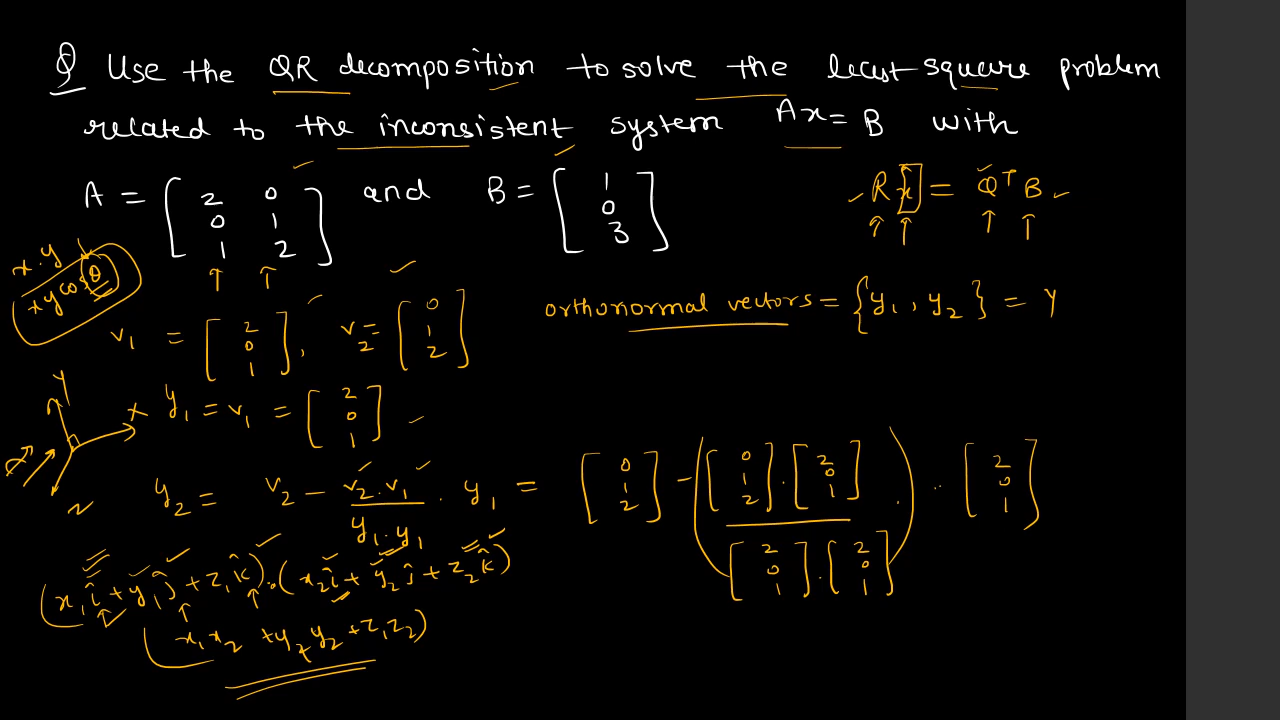 Q Use the QR decomposition to solve the least square problem
related to the inconsistent system Ax = B with
A = [ 2 0
0 1
1 2 ] and B = [ 1
0
3 ]
R[x] = Qᵀ B
x . y
x y cos θ
v₁ = [ 2
0
1 ] , v₂ = [ 0
1
2 ]
orthonormal vectors = { y₁ , y₂ } = Y
Y
x
z
y₁ = v₁ = [ 2
0
1 ]
y₂ = v₂ - (v₂ . v₁ / y₁ . y₁) . y₁ = [ 0
1
2 ] - ( [ 0
1
2 ] . [ 2
0
1 ] / [ 2
0
1 ] . [ 2
0
1 ] ) . [ 2
0
1 ]
(x₁î + y₁ĵ + z₁k̂) . (x₂î + y₂ĵ + z₂k̂)
(x₁x₂ + y₂y₂ + z₁z₂)